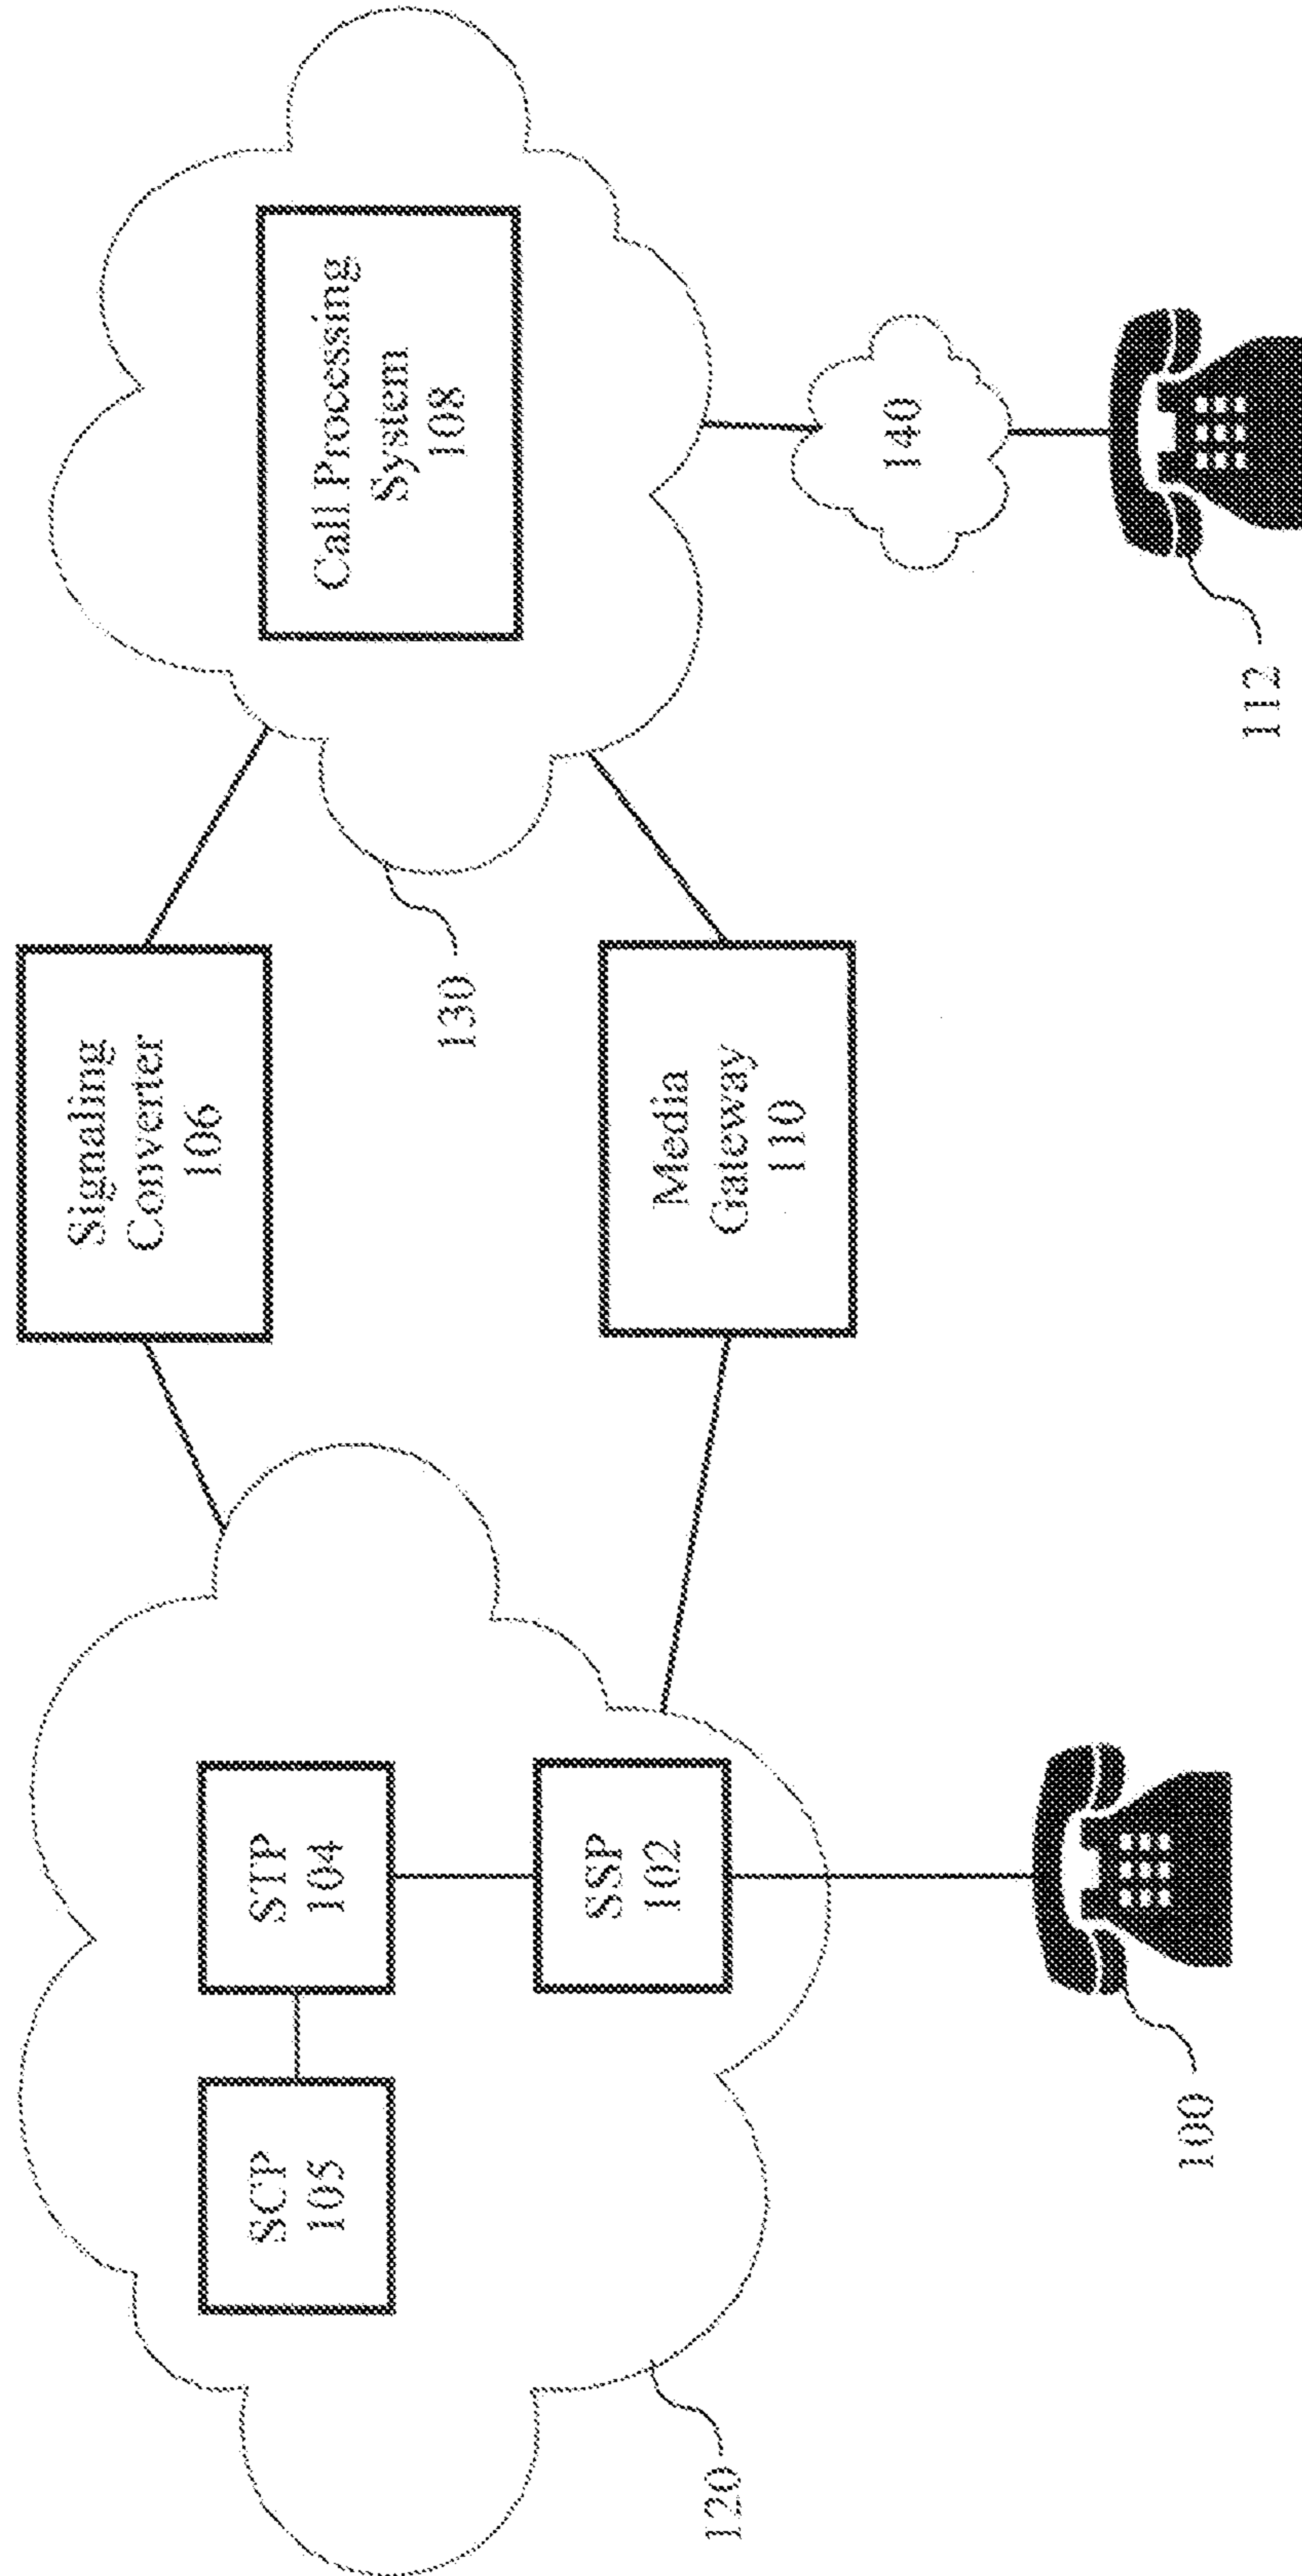 SCP
105
STP
104
SSP
102
120
100
Signaling
Converter
106
Media
Gateway
110
130
Call Processing
System
108
140
112